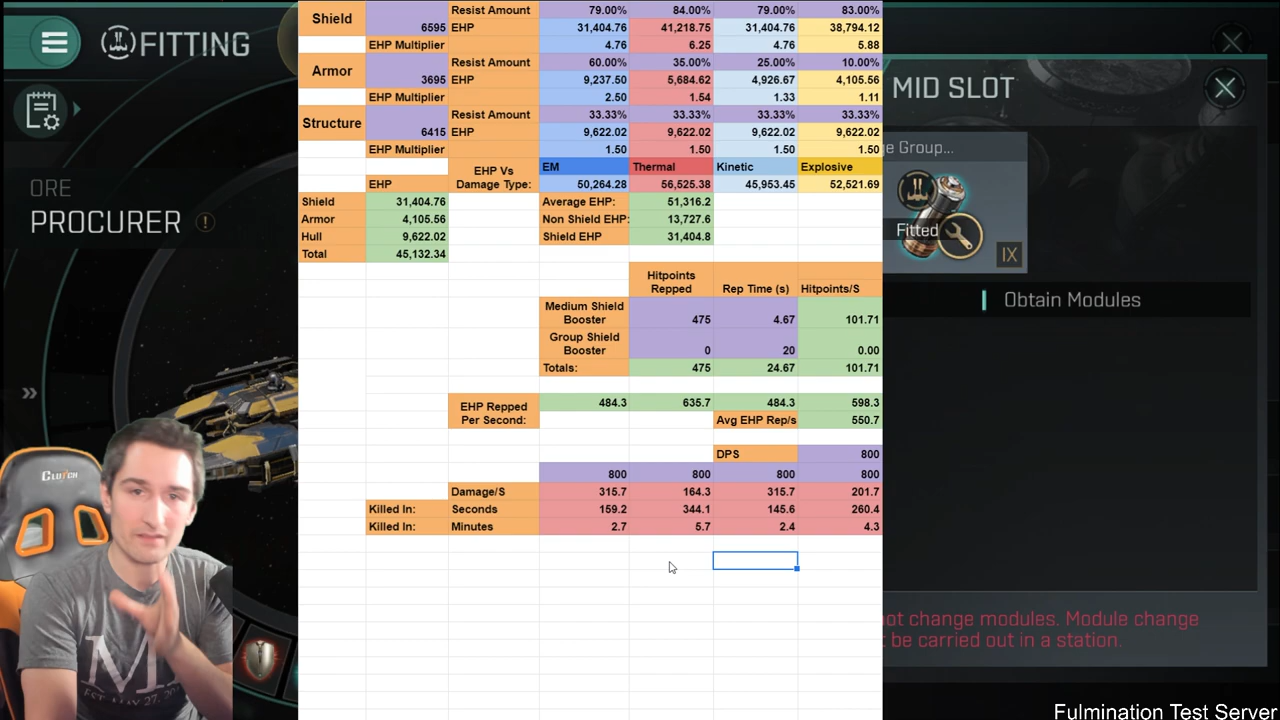 FITTING
ORE
PROCURER
Shield 6595 Resist Amount 79.00% 84.00% 79.00% 83.00%
EHP 31,404.76 41,218.75 31,404.76 38,794.12
EHP Multiplier 4.76 6.25 4.76 5.88
Armor 3695 Resist Amount 60.00% 35.00% 25.00% 10.00%
EHP 9,237.50 5,684.62 4,926.67 4,105.56
EHP Multiplier 2.50 1.54 1.33 1.11
Structure 6415 Resist Amount 33.33% 33.33% 33.33% 33.33%
EHP 9,622.02 9,622.02 9,622.02 9,622.02
EHP Multiplier 1.50 1.50 1.50 1.50
EHP Vs Damage Type: EM Thermal Kinetic Explosive
EHP 50,264.28 56,525.38 45,953.45 52,521.69
Shield 31,404.76 Average EHP: 51,316.2
Armor 4,105.56 Non Shield EHP: 13,727.6
Hull 9,622.02 Shield EHP 31,404.8
Total 45,132.34
Hitpoints Repped Rep Time (s) Hitpoints/S
Medium Shield Booster 475 4.67 101.71
Group Shield Booster 0 20 0.00
Totals: 475 24.67 101.71
EHP Repped Per Second: 484.3 635.7 484.3 598.3
Avg EHP Rep/s 550.7
DPS 800
800 800 800 800
Damage/S 315.7 164.3 315.7 201.7
Killed In: Seconds 159.2 344.1 145.6 260.4
Killed In: Minutes 2.7 5.7 2.4 4.3
MID SLOT
e Group...
Fitted
IX
Obtain Modules
not change modules. Module change
be carried out in a station.
CLUTCH
M
Fulmination Test Server